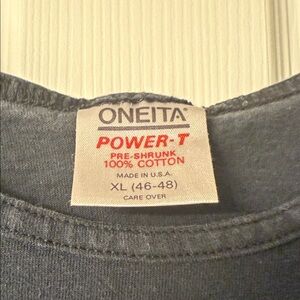 ONEITA®
POWER-T
PRE-SHRUNK
100% COTTON
MADE IN U.S.A.
XL (46-48)
CARE OVER